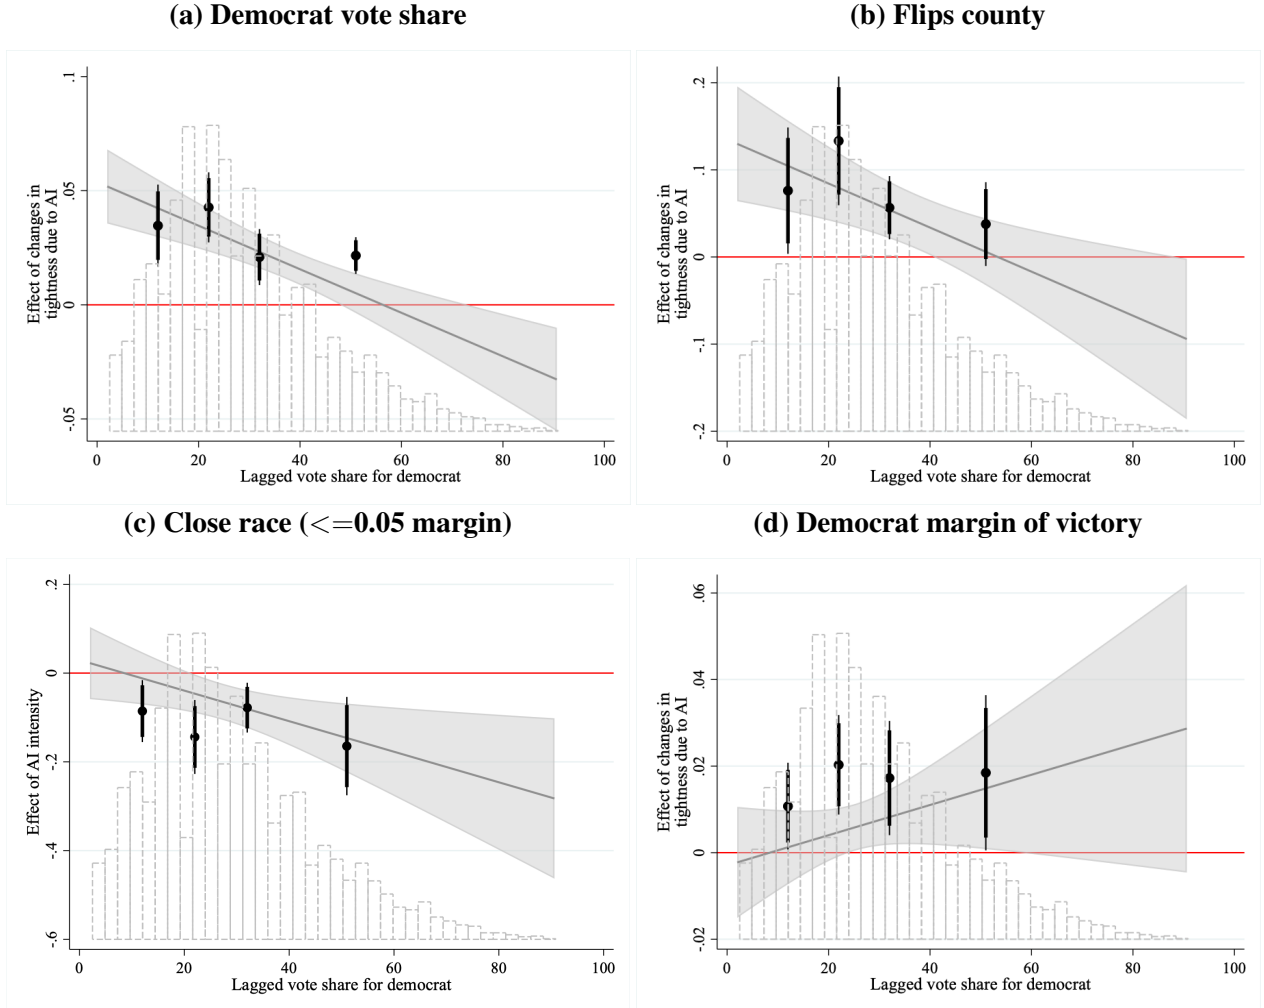 (a) Democrat vote share
.1
.05
0
-.05
Effect of changes in
tightness due to AI
0 20 40 60 80 100
Lagged vote share for democrat
(b) Flips county
.2
.1
0
-.1
-.2
Effect of changes in
tightness due to AI
0 20 40 60 80 100
Lagged vote share for democrat
(c) Close race (<=0.05 margin)
.2
0
-.2
-.4
-.6
Effect of AI intensity
0 20 40 60 80 100
Lagged vote share for democrat
(d) Democrat margin of victory
.06
.04
.02
0
-.02
Effect of changes in
tightness due to AI
0 20 40 60 80 100
Lagged vote share for democrat